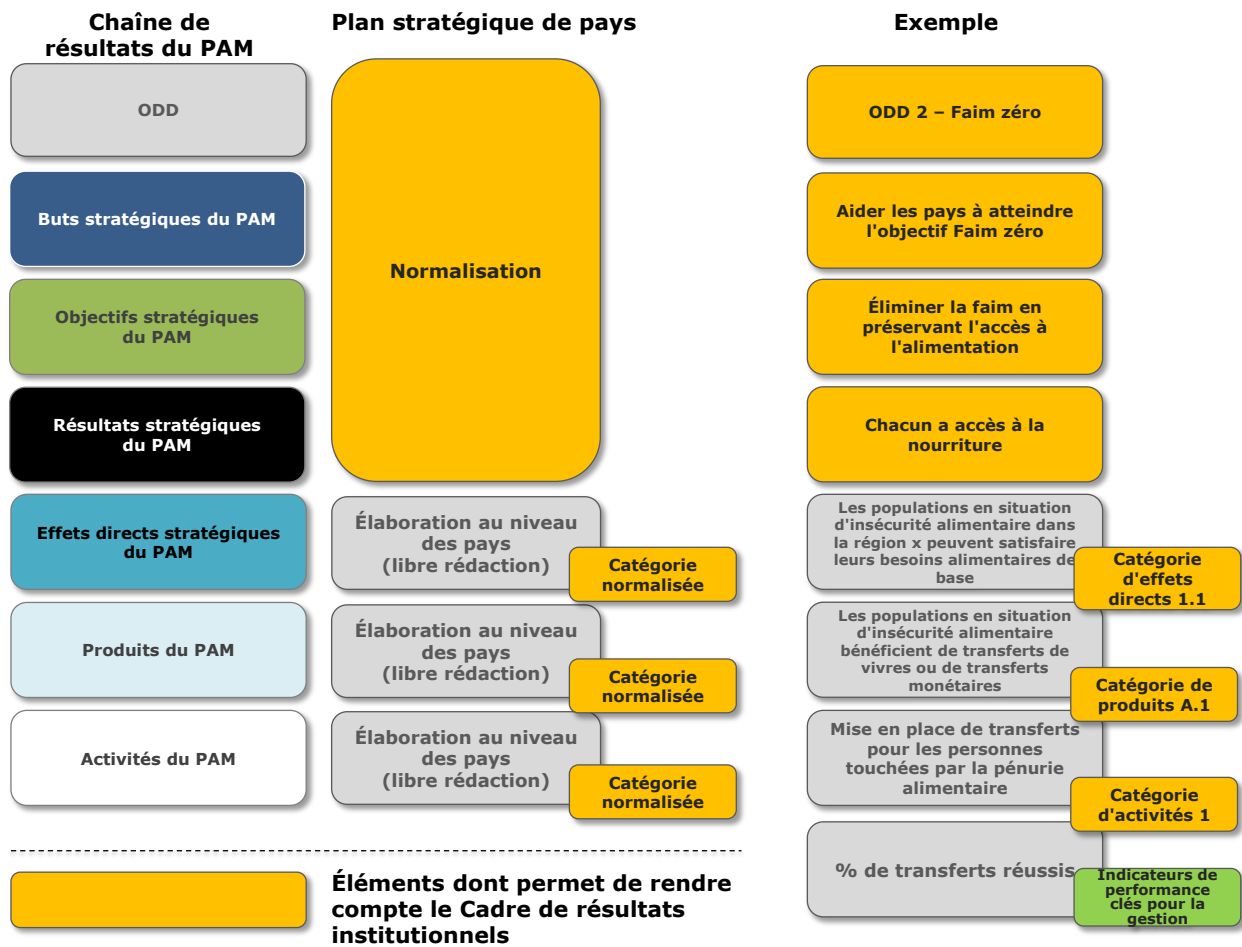 Chaîne de
résultats du PAM
Plan stratégique de pays
Exemple
ODD
Normalisation
ODD 2 – Faim zéro
Buts stratégiques du PAM
Aider les pays à atteindre
l'objectif Faim zéro
Objectifs stratégiques
du PAM
Éliminer la faim en
préservant l'accès à
l'alimentation
Résultats stratégiques
du PAM
Chacun a accès à la
nourriture
Effets directs stratégiques
du PAM
Élaboration au niveau
des pays
(libre rédaction)
Catégorie
normalisée
Les populations en situation
d'insécurité alimentaire dans
la région x peuvent satisfaire
leurs besoins alimentaires de
base
Catégorie
d'effets
directs 1.1
Produits du PAM
Élaboration au niveau
des pays
(libre rédaction)
Catégorie
normalisée
Les populations en situation
d'insécurité alimentaire
bénéficient de transferts de
vivres ou de transferts
monétaires
Catégorie de
produits A.1
Activités du PAM
Élaboration au niveau
des pays
(libre rédaction)
Catégorie
normalisée
Mise en place de transferts
pour les personnes
touchées par la pénurie
alimentaire
Catégorie
d'activités 1
% de transferts réussis
Indicateurs de
performance
clés pour la
gestion
Éléments dont permet de rendre
compte le Cadre de résultats
institutionnels